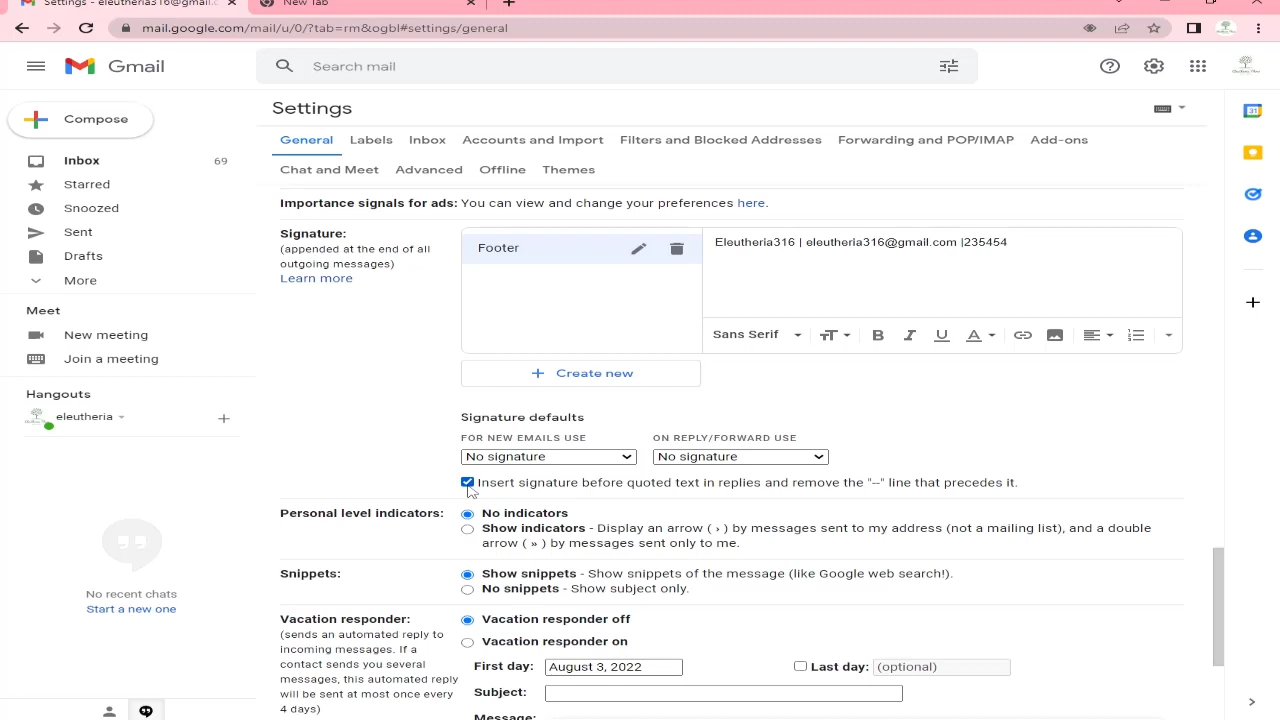 Settings - eleutheria316@gmail.c
New Tab
mail.google.com/mail/u/0/?tab=rm&ogbl#settings/general
Gmail
Search mail
Compose
Inbox 69
Starred
Snoozed
Sent
Drafts
More
Meet
New meeting
Join a meeting
Hangouts
eleutheria
No recent chats
Start a new one
Settings
General Labels Inbox Accounts and Import Filters and Blocked Addresses Forwarding and POP/IMAP Add-ons
Chat and Meet Advanced Offline Themes
Importance signals for ads: You can view and change your preferences here.
Signature:
(appended at the end of all
outgoing messages)
Learn more
Footer
Eleutheria316 | eleutheria316@gmail.com |235454
Sans Serif
Create new
Signature defaults
FOR NEW EMAILS USE ON REPLY/FORWARD USE
No signature No signature
Insert signature before quoted text in replies and remove the "--" line that precedes it.
Personal level indicators:
No indicators
Show indicators - Display an arrow ( › ) by messages sent to my address (not a mailing list), and a double
arrow ( » ) by messages sent only to me.
Snippets:
Show snippets - Show snippets of the message (like Google web search!).
No snippets - Show subject only.
Vacation responder:
(sends an automated reply to
incoming messages. If a
contact sends you several
messages, this automated reply
will be sent at most once every
4 days)
Vacation responder off
Vacation responder on
First day: August 3, 2022 Last day: (optional)
Subject:
Message:
31